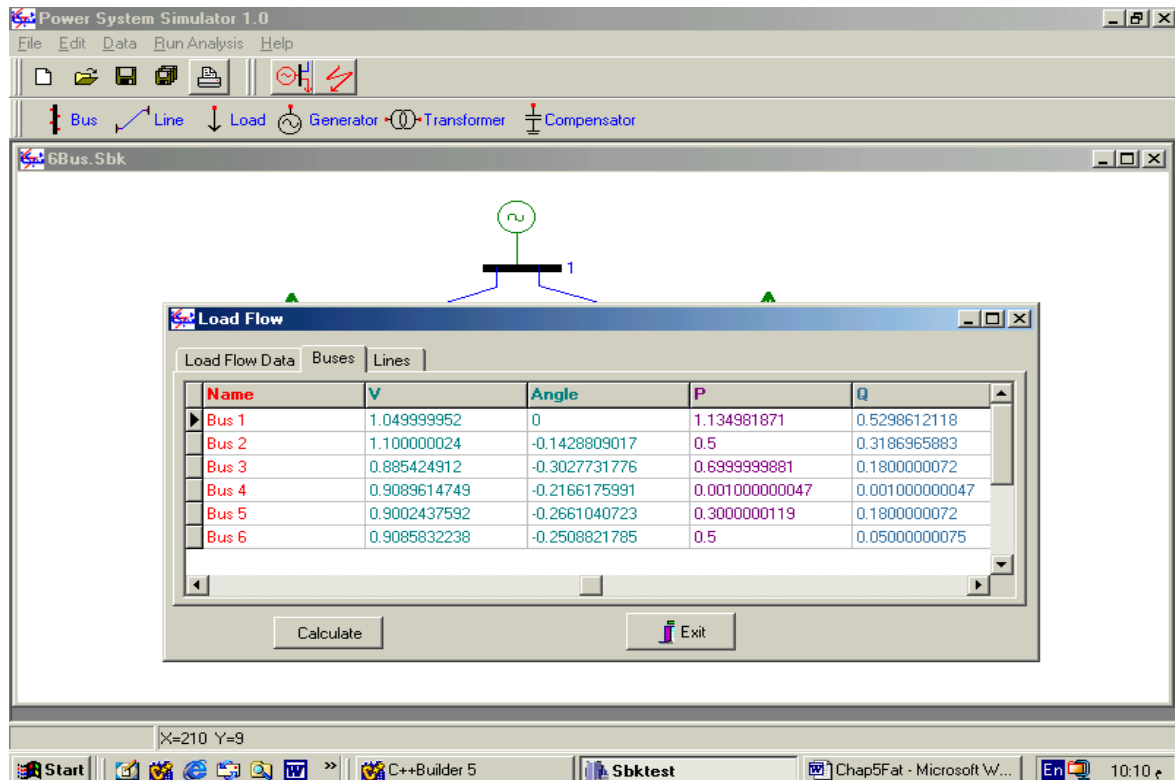 Power System Simulator 1.0
File Edit Data Run Analysis Help
Bus Line Load Generator Transformer Compensator
6Bus.Sbk
1
Load Flow
Load Flow Data Buses Lines
Name V Angle P Q
Bus 1 1.049999952 0 1.134981871 0.5298612118
Bus 2 1.100000024 -0.1428809017 0.5 0.3186965883
Bus 3 0.885424912 -0.3027731776 0.6999999881 0.1800000072
Bus 4 0.9089614749 -0.2166175991 0.001000000047 0.001000000047
Bus 5 0.9002437592 -0.2661040723 0.3000000119 0.1800000072
Bus 6 0.9085832238 -0.2508821785 0.5 0.05000000075
Calculate Exit
X=210 Y=9
Start » C++Builder 5 Sbktest Chap5Fat - Microsoft W... En 10:10 م